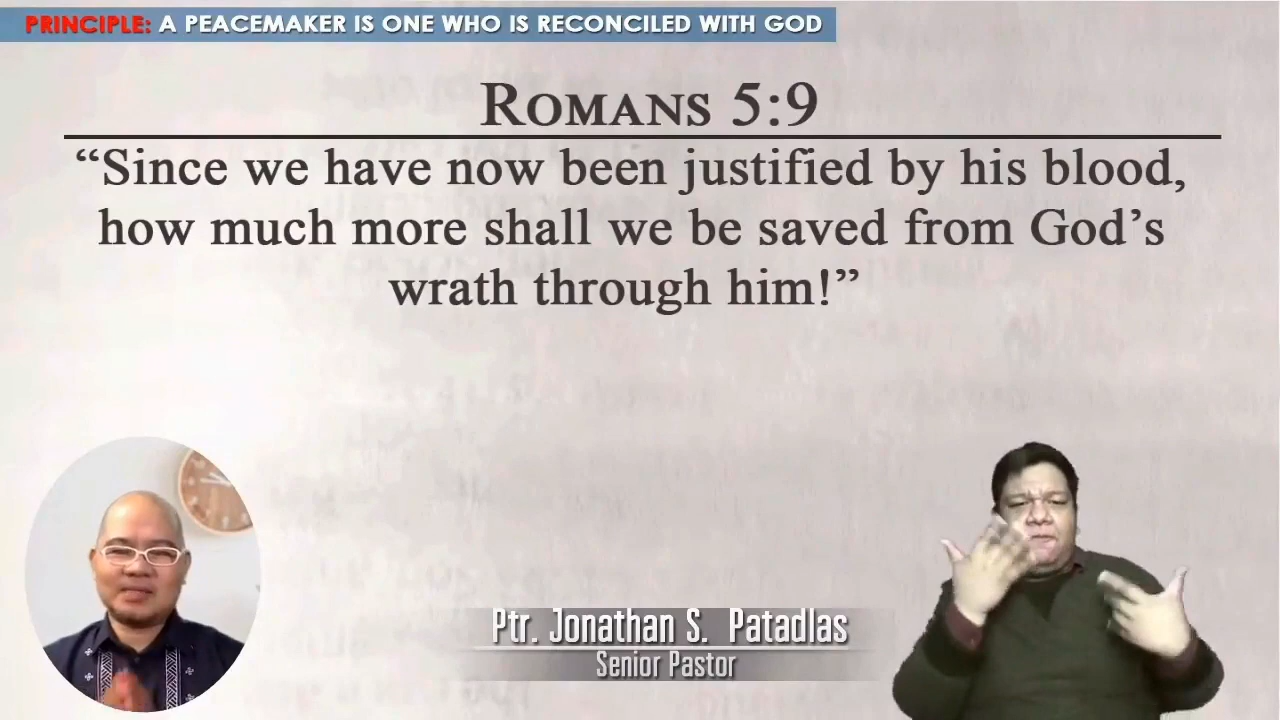 PRINCIPLE: A PEACEMAKER IS ONE WHO IS RECONCILED WITH GOD
ROMANS 5:9
“Since we have now been justified by his blood,
how much more shall we be saved from God’s
wrath through him!”
Ptr. Jonathan S. Patadlas
Senior Pastor